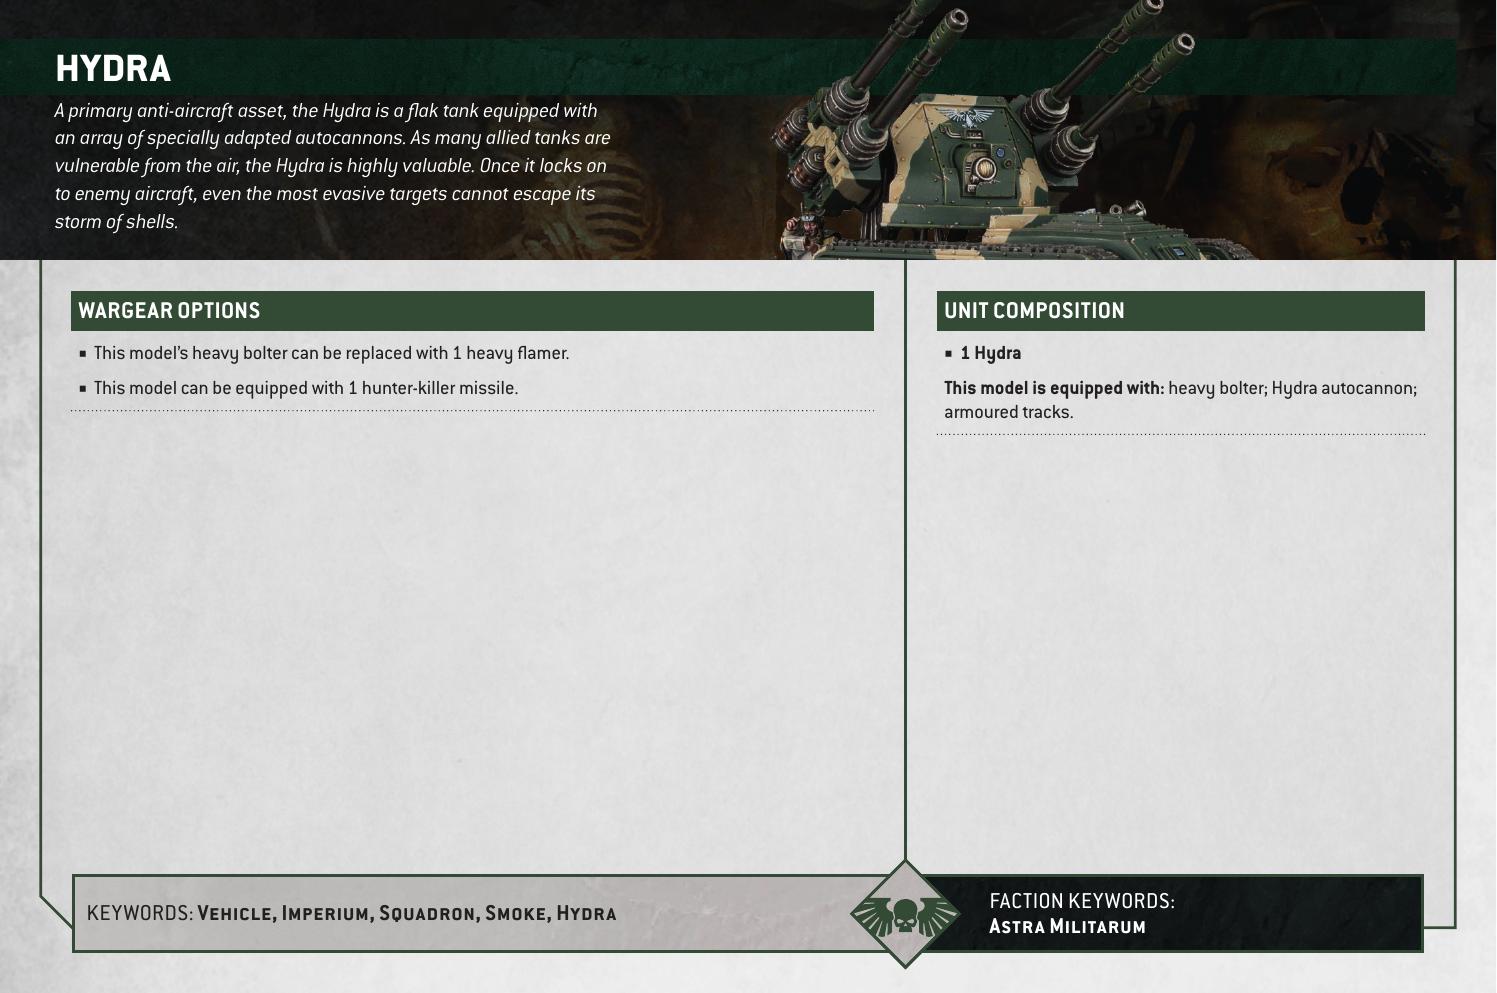 HYDRA
A primary anti-aircraft asset, the Hydra is a flak tank equipped with
an array of specially adapted autocannons. As many allied tanks are
vulnerable from the air, the Hydra is highly valuable. Once it locks on
to enemy aircraft, even the most evasive targets cannot escape its
storm of shells.
WARGEAR OPTIONS
▪ This model’s heavy bolter can be replaced with 1 heavy flamer.
▪ This model can be equipped with 1 hunter-killer missile.
UNIT COMPOSITION
▪ 1 Hydra
This model is equipped with: heavy bolter; Hydra autocannon;
armoured tracks.
KEYWORDS: Vehicle, Imperium, Squadron, Smoke, Hydra
FACTION KEYWORDS:
Astra Militarum